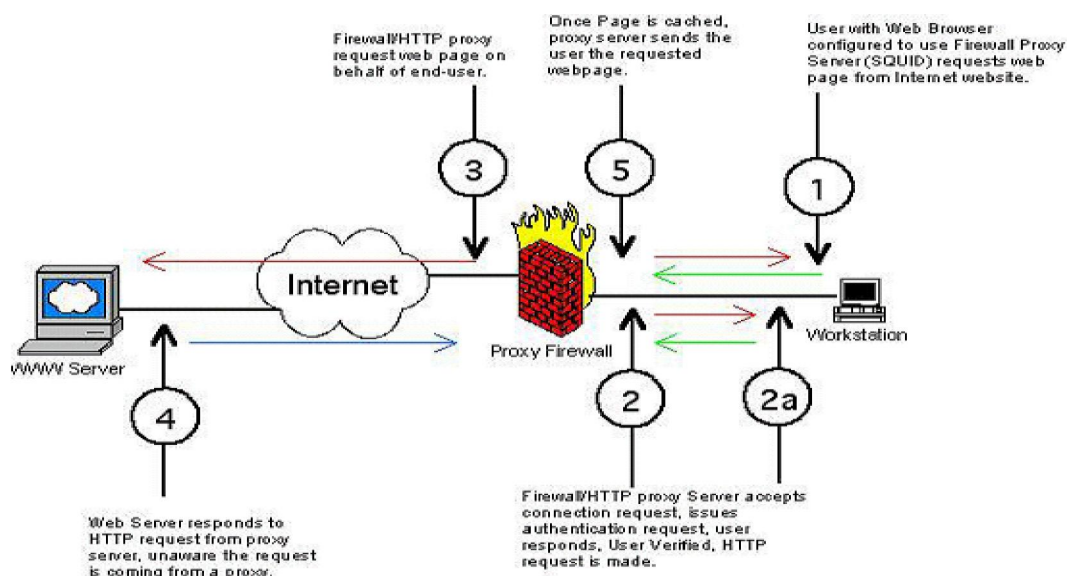 Firewall/HTTP proxy
request web page on
behalf of end-user.
Once Page is cached,
proxy server sends the
user the requested
webpage.
User with Web Browser
configured to use Firewall Proxy
Server (SQUID) requests web
page from Internet website.
3
5
1
Internet
WWW Server
Proxy Firewall
Workstation
4
2
2a
Web Server responds to
HTTP request from proxy
server, unaware the request
is coming from a proxy.
Firewall/HTTP proxy Server accepts
connection request, issues
authentication request, user
responds, User Verified, HTTP
request is made.